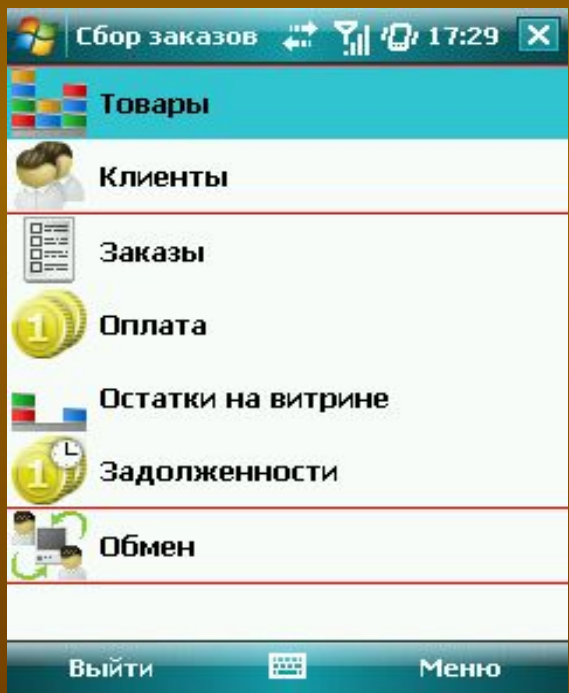 Сбор заказов 17:29
Товары
Клиенты
Заказы
Оплата
Остатки на витрине
Задолженности
Обмен
Выйти Меню